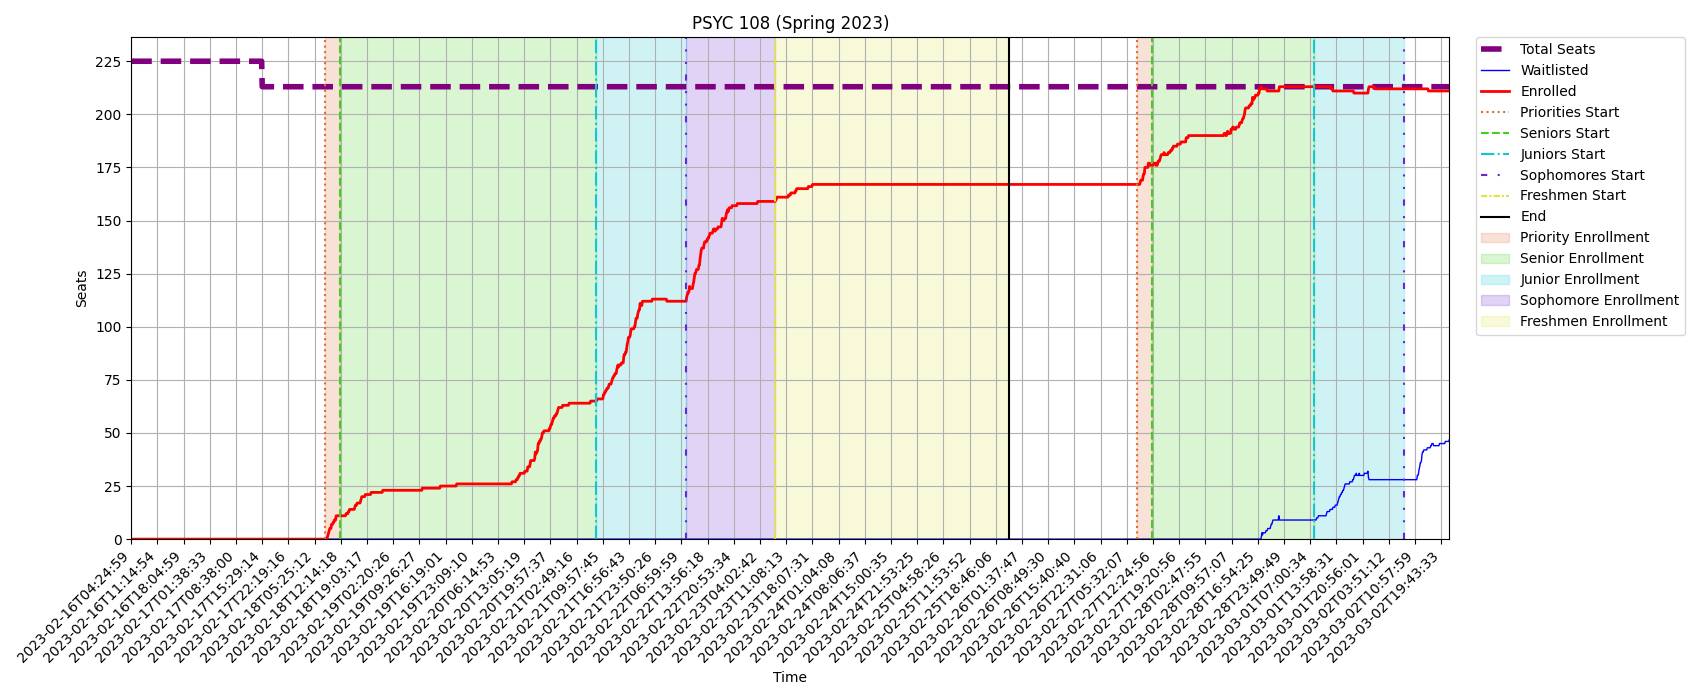 PSYC 108 (Spring 2023)
Seats
225
200
175
150
125
100
75
50
25
0
2023-02-16T04:24:59
2023-02-16T11:14:54
2023-02-16T18:04:59
2023-02-17T01:38:33
2023-02-17T08:38:00
2023-02-17T15:29:14
2023-02-17T22:19:16
2023-02-18T05:25:12
2023-02-18T12:14:18
2023-02-18T19:03:17
2023-02-19T02:20:26
2023-02-19T09:26:27
2023-02-19T16:19:01
2023-02-19T23:09:10
2023-02-20T06:14:53
2023-02-20T13:05:19
2023-02-20T19:57:37
2023-02-21T02:49:16
2023-02-21T09:57:45
2023-02-21T16:56:43
2023-02-21T23:50:26
2023-02-22T06:59:59
2023-02-22T13:56:18
2023-02-22T20:53:34
2023-02-23T04:02:42
2023-02-23T11:08:13
2023-02-23T18:07:31
2023-02-24T01:04:08
2023-02-24T08:06:37
2023-02-24T15:00:35
2023-02-24T21:53:25
2023-02-25T04:58:26
2023-02-25T11:53:52
2023-02-25T18:46:06
2023-02-26T01:37:47
2023-02-26T08:49:30
2023-02-26T15:40:40
2023-02-26T22:31:06
2023-02-27T05:32:07
2023-02-27T12:24:56
2023-02-27T19:20:56
2023-02-28T02:47:55
2023-02-28T09:57:07
2023-02-28T16:54:25
2023-02-28T23:49:49
2023-03-01T07:00:34
2023-03-01T13:58:31
2023-03-01T20:56:01
2023-03-02T03:51:12
2023-03-02T10:57:59
2023-03-02T19:43:33
Time
Total Seats
Waitlisted
Enrolled
Priorities Start
Seniors Start
Juniors Start
Sophomores Start
Freshmen Start
End
Priority Enrollment
Senior Enrollment
Junior Enrollment
Sophomore Enrollment
Freshmen Enrollment